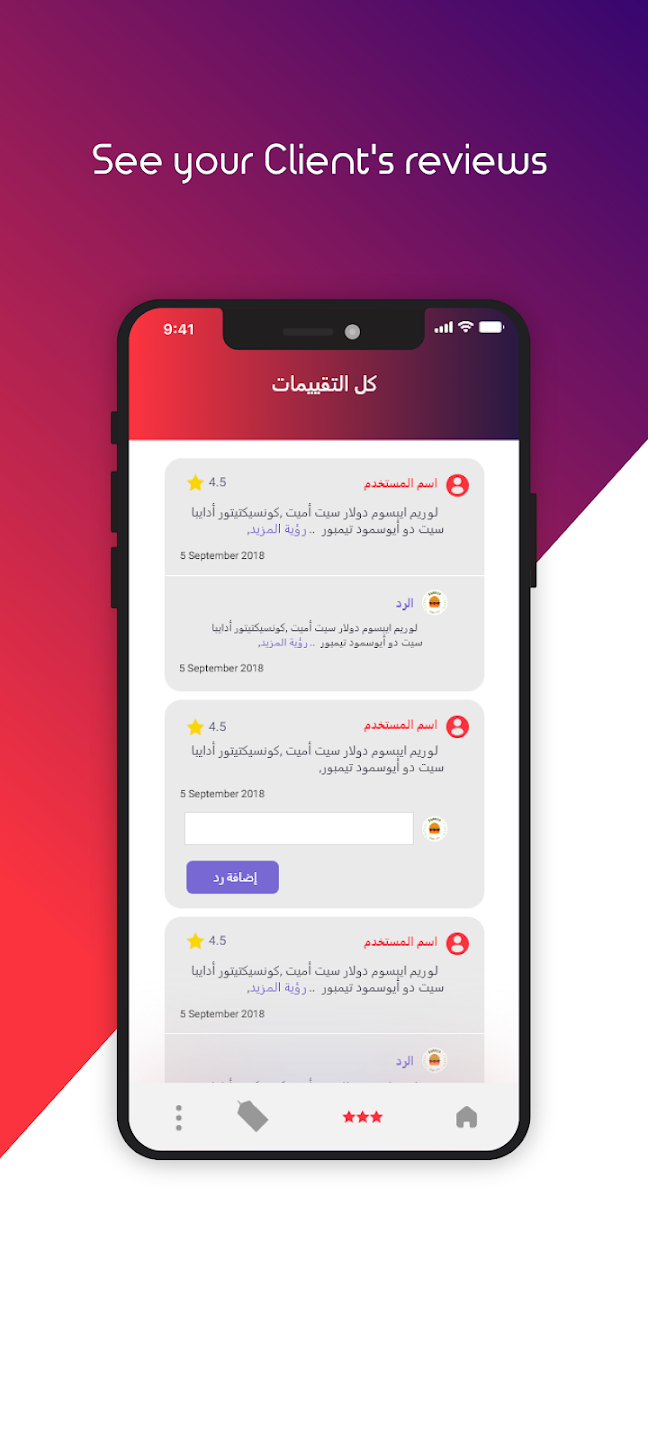 See your Client's reviews
9:41
كل التقييمات
اسم المستخدم
4.5
لوريم ايبسوم دولار سيت أميت ,كونسيكتيتور أدايبا
سيت دو أيوسمود تيمبور .. رؤية المزيد,
5 September 2018
الرد
لوريم ايبسوم دولار سيت أميت ,كونسيكتيتور أدايبا
سيت دو أيوسمود تيمبور .. رؤية المزيد,
5 September 2018
اسم المستخدم
4.5
لوريم ايبسوم دولار سيت أميت ,كونسيكتيتور أدايبا
سيت دو أيوسمود تيمبور,
5 September 2018
إضافة رد
اسم المستخدم
4.5
لوريم ايبسوم دولار سيت أميت ,كونسيكتيتور أدايبا
سيت دو أيوسمود تيمبور .. رؤية المزيد,
5 September 2018
الرد